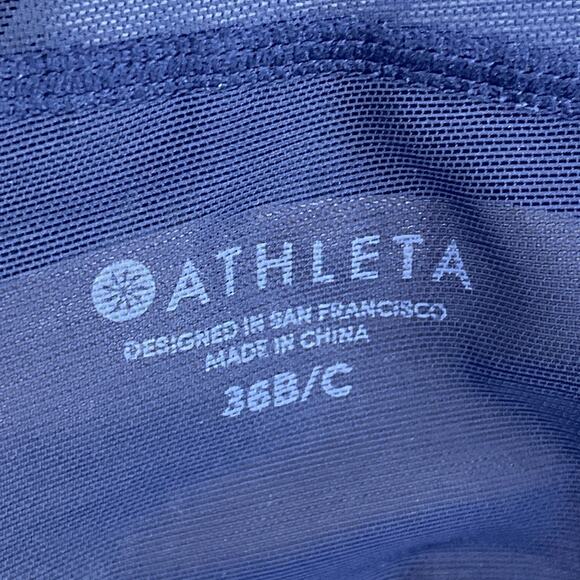 ATHLETA
DESIGNED IN SAN FRANCISCO
MADE IN CHINA
36B/C